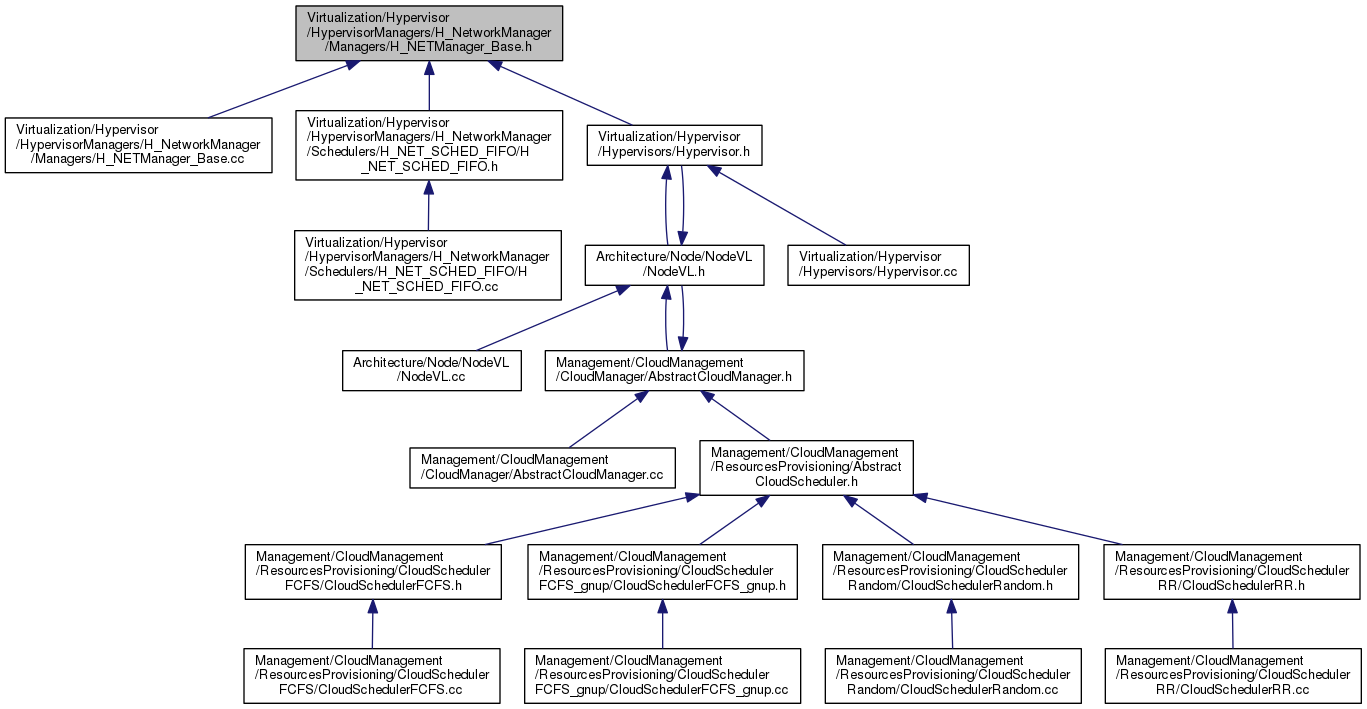 Virtualization/Hypervisor
/HypervisorManagers/H_NetworkManager
/Managers/H_NETManager_Base.h
Virtualization/Hypervisor
/HypervisorManagers/H_NetworkManager
/Managers/H_NETManager_Base.cc
Virtualization/Hypervisor
/HypervisorManagers/H_NetworkManager
/Schedulers/H_NET_SCHED_FIFO/H
_NET_SCHED_FIFO.h
Virtualization/Hypervisor
/Hypervisors/Hypervisor.h
Virtualization/Hypervisor
/HypervisorManagers/H_NetworkManager
/Schedulers/H_NET_SCHED_FIFO/H
_NET_SCHED_FIFO.cc
Architecture/Node/NodeVL
/NodeVL.h
Virtualization/Hypervisor
/Hypervisors/Hypervisor.cc
Architecture/Node/NodeVL
/NodeVL.cc
Management/CloudManagement
/CloudManager/AbstractCloudManager.h
Management/CloudManagement
/CloudManager/AbstractCloudManager.cc
Management/CloudManagement
/ResourcesProvisioning/Abstract
CloudScheduler.h
Management/CloudManagement
/ResourcesProvisioning/CloudScheduler
FCFS/CloudSchedulerFCFS.h
Management/CloudManagement
/ResourcesProvisioning/CloudScheduler
FCFS_gnup/CloudSchedulerFCFS_gnup.h
Management/CloudManagement
/ResourcesProvisioning/CloudScheduler
Random/CloudSchedulerRandom.h
Management/CloudManagement
/ResourcesProvisioning/CloudScheduler
RR/CloudSchedulerRR.h
Management/CloudManagement
/ResourcesProvisioning/CloudScheduler
FCFS/CloudSchedulerFCFS.cc
Management/CloudManagement
/ResourcesProvisioning/CloudScheduler
FCFS_gnup/CloudSchedulerFCFS_gnup.cc
Management/CloudManagement
/ResourcesProvisioning/CloudScheduler
Random/CloudSchedulerRandom.cc
Management/CloudManagement
/ResourcesProvisioning/CloudScheduler
RR/CloudSchedulerRR.cc